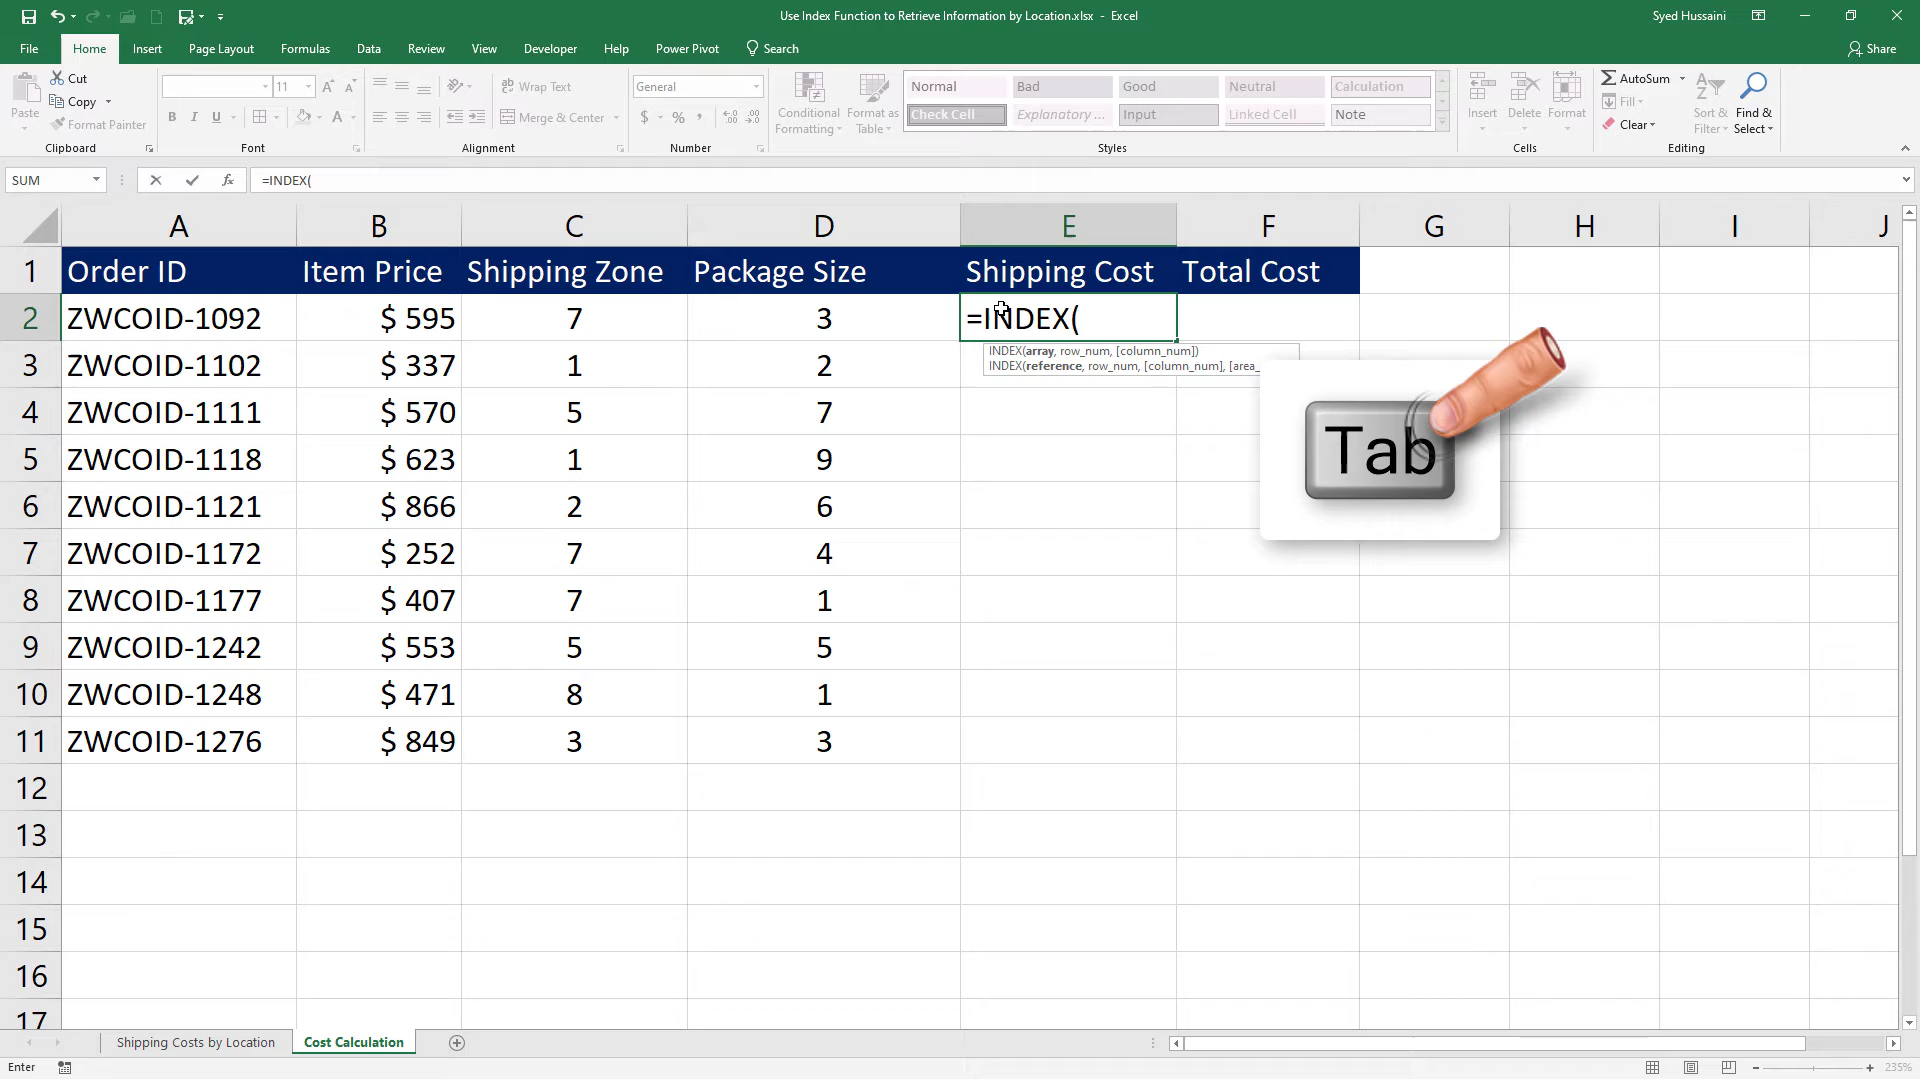 Use Index Function to Retrieve Information by Location.xlsx - Excel
Syed Hussaini
File Home Insert Page Layout Formulas Data Review View Developer Help Power Pivot Search Share
Paste
Cut
Copy
Format Painter
Clipboard
11
B I U
Font
Wrap Text
Merge & Center
Alignment
General
$ % ,
Number
Conditional Formatting
Format as Table
Normal Bad Good Neutral Calculation
Check Cell Explanatory ... Input Linked Cell Note
Styles
Insert Delete Format
Cells
AutoSum
Fill
Clear
Sort & Filter
Find & Select
Editing
SUM fx =INDEX(
A B C D E F G H I J
1 Order ID Item Price Shipping Zone Package Size Shipping Cost Total Cost
2 ZWCOID-1092 $ 595 7 3 =INDEX(
INDEX(array, row_num, [column_num])
INDEX(reference, row_num, [column_num], [area_
3 ZWCOID-1102 $ 337 1 2
4 ZWCOID-1111 $ 570 5 7
Tab
5 ZWCOID-1118 $ 623 1 9
6 ZWCOID-1121 $ 866 2 6
7 ZWCOID-1172 $ 252 7 4
8 ZWCOID-1177 $ 407 7 1
9 ZWCOID-1242 $ 553 5 5
10 ZWCOID-1248 $ 471 8 1
11 ZWCOID-1276 $ 849 3 3
12
13
14
15
16
17
Shipping Costs by Location Cost Calculation
Enter
235%